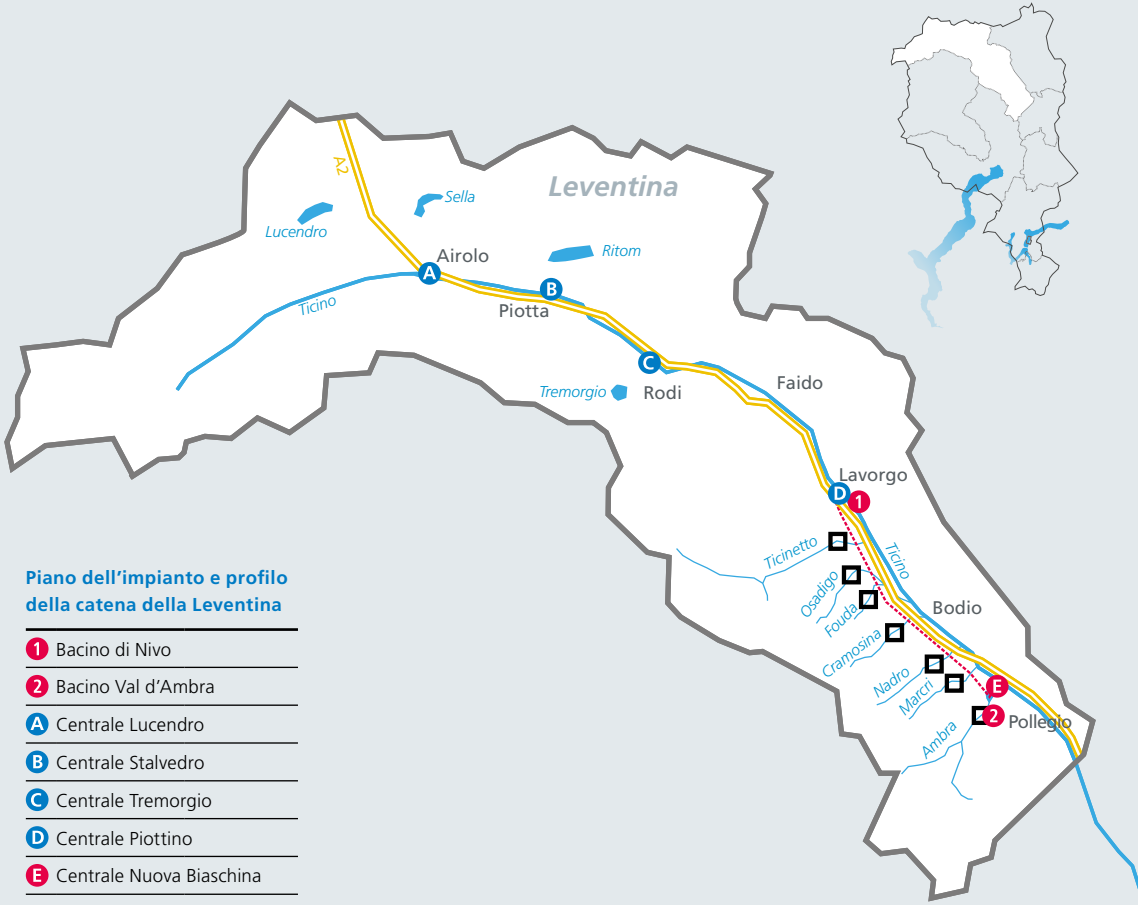 A2
Leventina
Sella
Lucendro
Ritom
Airolo
A
B
Ticino
Piotta
C
Tremorgio
Rodi
Faido
Lavorgo
D
1
Ticinetto
Ticino
Osadigo
Fouda
Bodio
Cramosina
Nadro
Marcri
E
2
Pollegio
Ambra
Piano dell'impianto e profilo
della catena della Leventina
1 Bacino di Nivo
2 Bacino Val d'Ambra
A Centrale Lucendro
B Centrale Stalvedro
C Centrale Tremorgio
D Centrale Piottino
E Centrale Nuova Biaschina